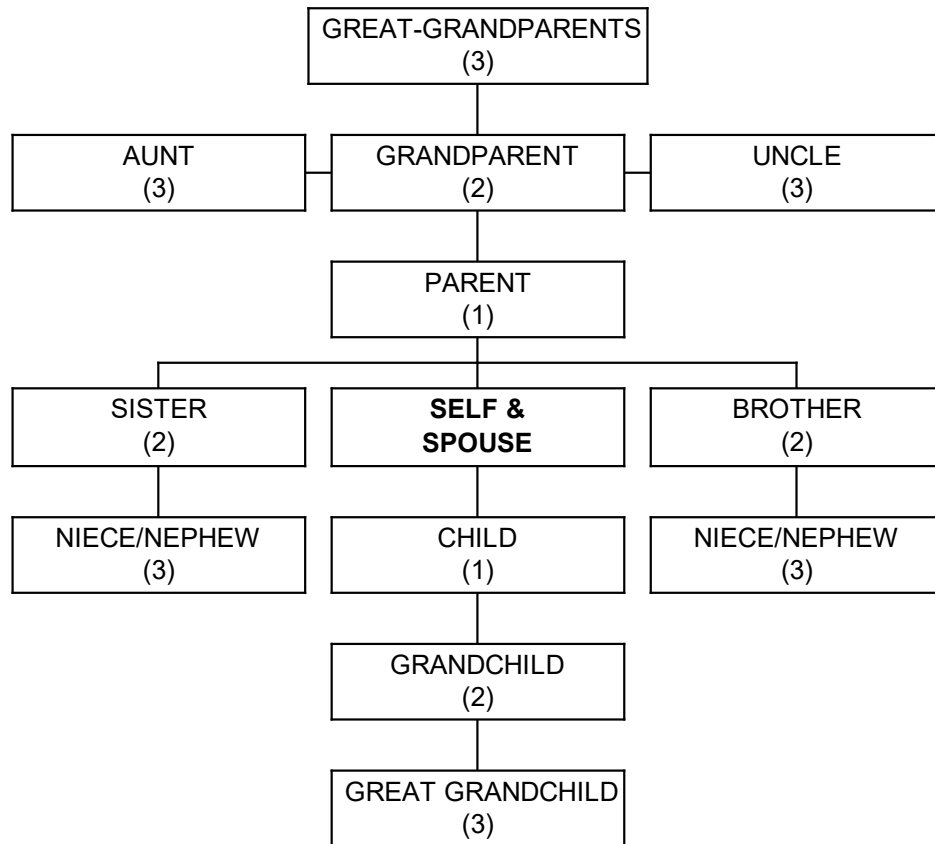 GREAT-GRANDPARENTS
(3)
AUNT
(3)
GRANDPARENT
(2)
UNCLE
(3)
PARENT
(1)
SISTER
(2)
SELF &
SPOUSE
BROTHER
(2)
NIECE/NEPHEW
(3)
CHILD
(1)
NIECE/NEPHEW
(3)
GRANDCHILD
(2)
GREAT GRANDCHILD
(3)